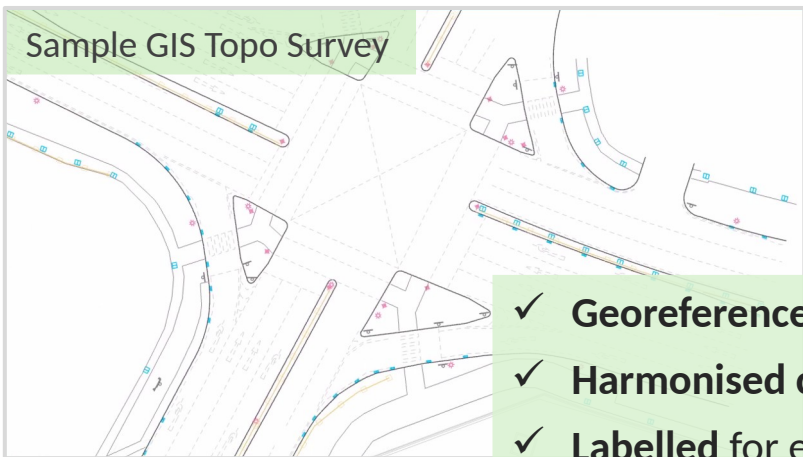 Sample GIS Topo Survey
✓ Georeference
✓ Harmonised
✓ Labelled for